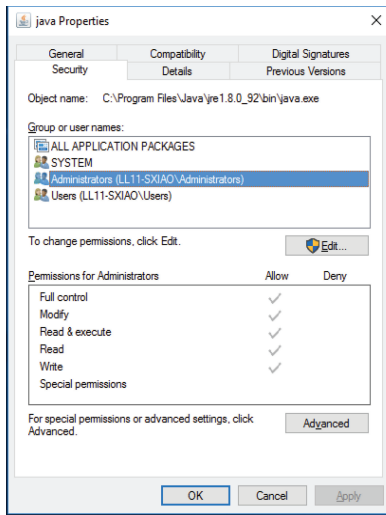 java Properties
General Compatibility Digital Signatures
Security Details Previous Versions
Object name: C:\Program Files\Java\jre1.8.0_92\bin\java.exe
Group or user names:
ALL APPLICATION PACKAGES
SYSTEM
Administrators (LL11-SXIAO\Administrators)
Users (LL11-SXIAO\Users)
To change permissions, click Edit.
Edit...
Permissions for Administrators Allow Deny
Full control
Modify
Read & execute
Read
Write
Special permissions
For special permissions or advanced settings, click
Advanced.
Advanced
OK Cancel Apply